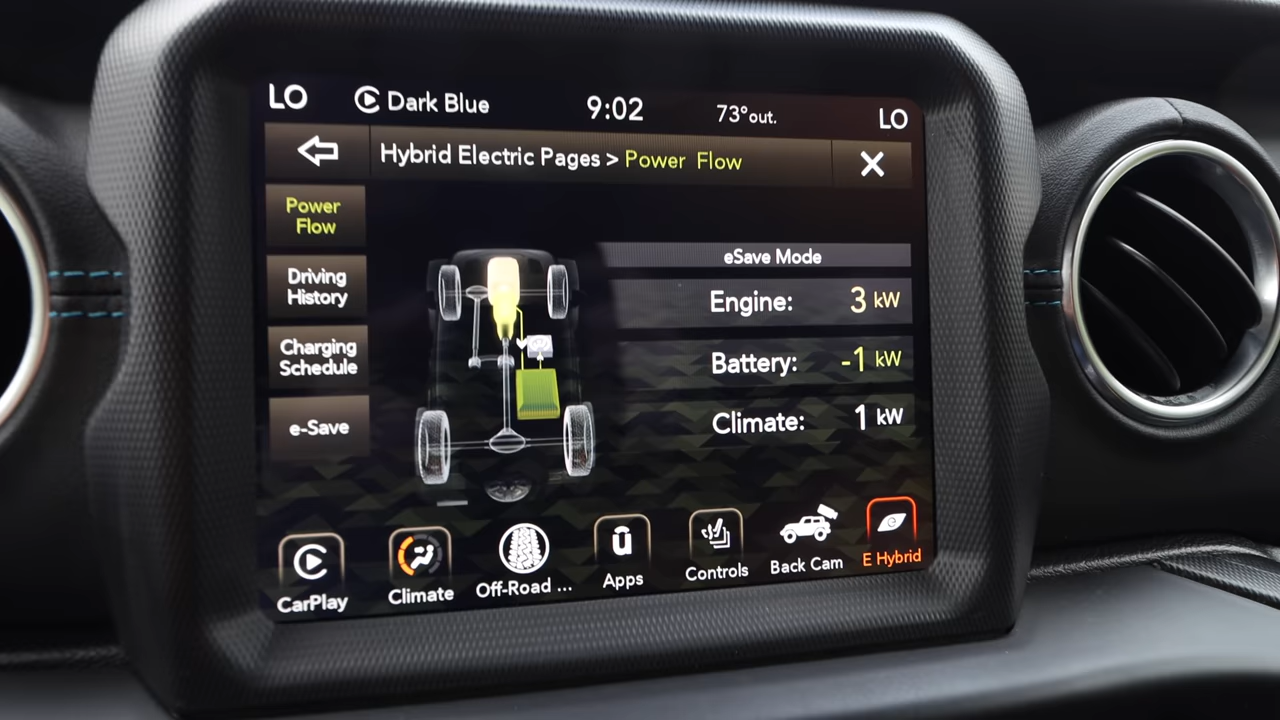 LO Dark Blue 9:02 73°out. LO
Hybrid Electric Pages > Power Flow X
Power
Flow
Driving
History
Charging
Schedule
e-Save
eSave Mode
Engine: 3 kW
Battery: -1 kW
Climate: 1 kW
CarPlay
Climate
Off-Road ...
Apps
Controls
Back Cam
E Hybrid